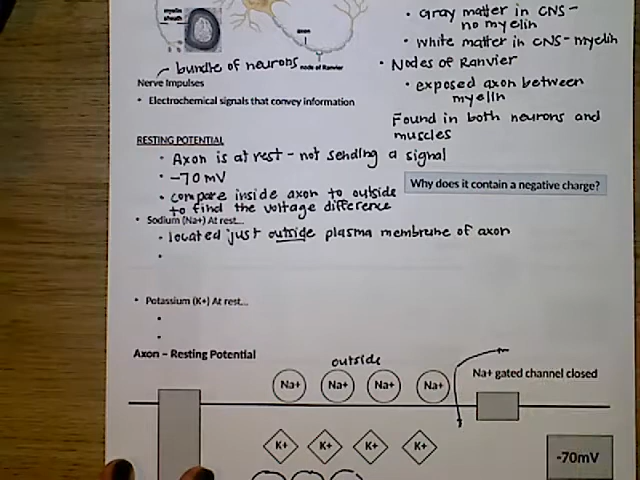 myelin
sheath
axon
node of Ranvier
• Gray matter in CNS-
no myelin
• White matter in CNS-myelin
• Nodes of Ranvier
• exposed axon between
myelin
Found in both neurons and
muscles
bundle of neurons
Nerve Impulses
• Electrochemical signals that convey information
RESTING POTENTIAL
• Axon is at rest - not sending a signal
• -70 mV
• compare inside axon to outside
to find the voltage difference
Why does it contain a negative charge?
• Sodium (Na+) At rest...
• located just outside plasma membrane of axon
• Potassium (K+) At rest...
Axon – Resting Potential
outside
Na+ gated channel closed
Na+ Na+ Na+ Na+
K+ K+ K+ K+
-70mV